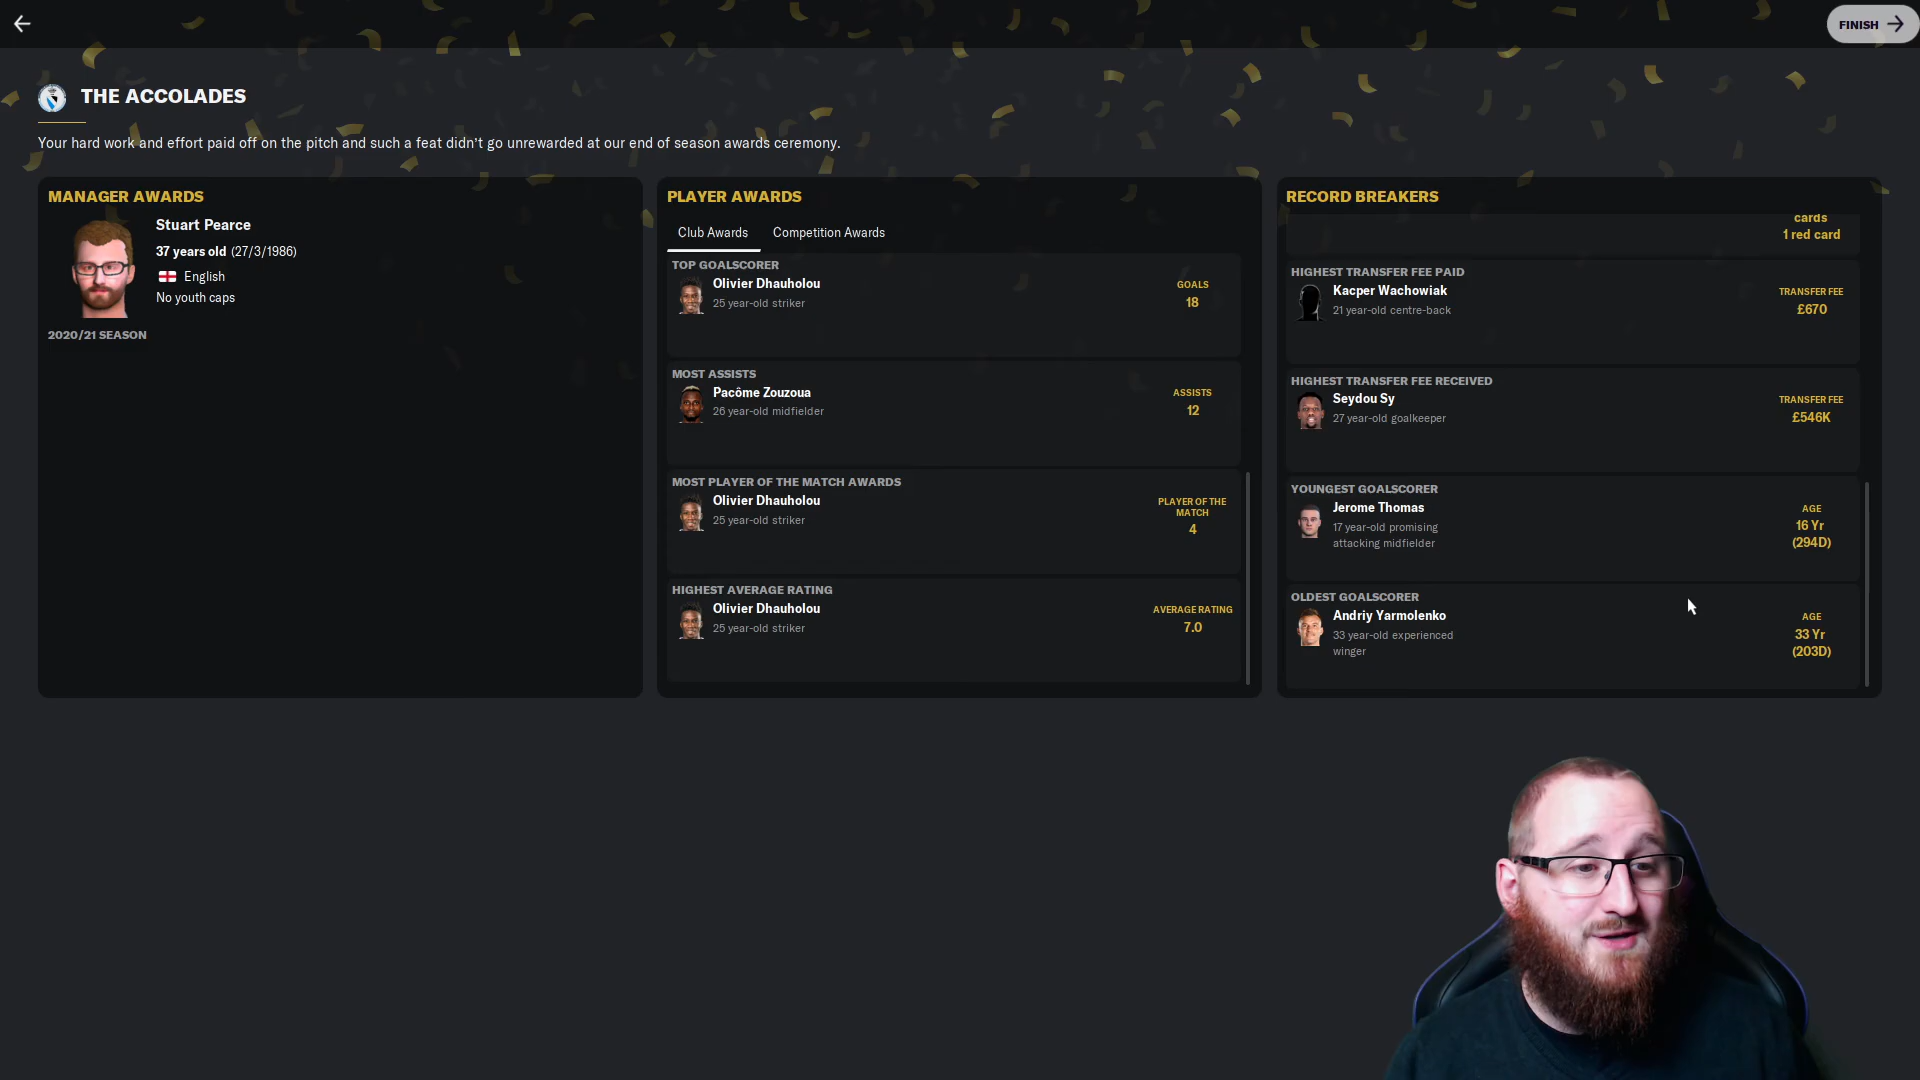 FINISH
THE ACCOLADES
Your hard work and effort paid off on the pitch and such a feat didn't go unrewarded at our end of season awards ceremony.
MANAGER AWARDS
Stuart Pearce
37 years old (27/3/1986)
English
No youth caps
2020/21 SEASON
PLAYER AWARDS
Club Awards Competition Awards
TOP GOALSCORER
Olivier Dhauholou
25 year-old striker
GOALS
18
MOST ASSISTS
Pacôme Zouzoua
26 year-old midfielder
ASSISTS
12
MOST PLAYER OF THE MATCH AWARDS
Olivier Dhauholou
25 year-old striker
PLAYER OF THE
MATCH
4
HIGHEST AVERAGE RATING
Olivier Dhauholou
25 year-old striker
AVERAGE RATING
7.0
RECORD BREAKERS
cards
1 red card
HIGHEST TRANSFER FEE PAID
Kacper Wachowiak
21 year-old centre-back
TRANSFER FEE
£670
HIGHEST TRANSFER FEE RECEIVED
Seydou Sy
27 year-old goalkeeper
TRANSFER FEE
£546K
YOUNGEST GOALSCORER
Jerome Thomas
17 year-old promising
attacking midfielder
AGE
16 Yr
(294D)
OLDEST GOALSCORER
Andriy Yarmolenko
33 year-old experienced
winger
AGE
33 Yr
(203D)